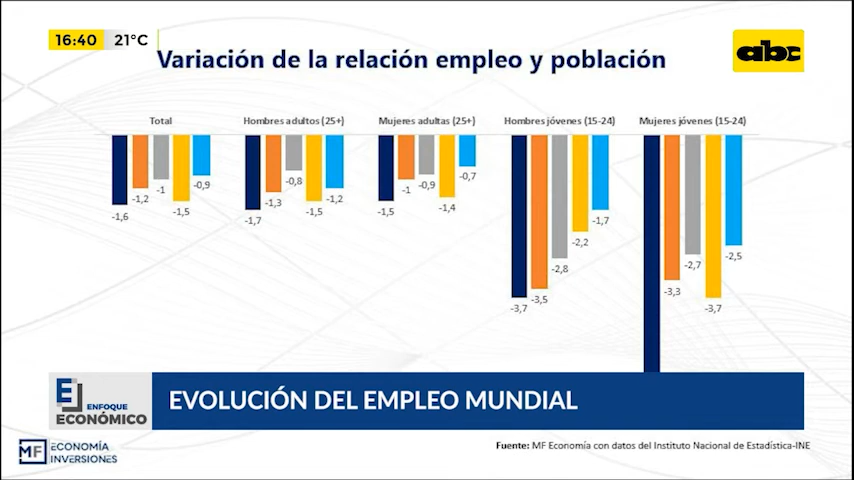 16:40 21°C
abc
Variación de la relación empleo y población
Total Hombres adultos (25+) Mujeres adultas (25+) Hombres jóvenes (15-24) Mujeres jóvenes (15-24)
-1,6 -1,2 -1 -1,5 -0,9
-1,7 -1,3 -0,8 -1,5 -1,2
-1,5 -1 -0,9 -1,4 -0,7
-3,7 -3,5 -2,8 -2,2 -1,7
-3,3 -2,7 -3,7 -2,5
E ENFOQUE
ECONÓMICO
EVOLUCIÓN DEL EMPLEO MUNDIAL
MF ECONOMÍA
INVERSIONES
Fuente: MF Economía con datos del Instituto Nacional de Estadística-INE